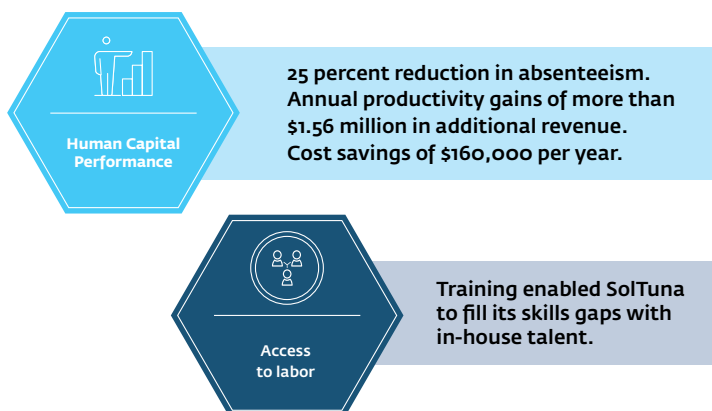 Human Capital
Performance
25 percent reduction in absenteeism.
Annual productivity gains of more than
$1.56 million in additional revenue.
Cost savings of $160,000 per year.
Access
to labor
Training enabled SolTuna
to fill its skills gaps with
in-house talent.